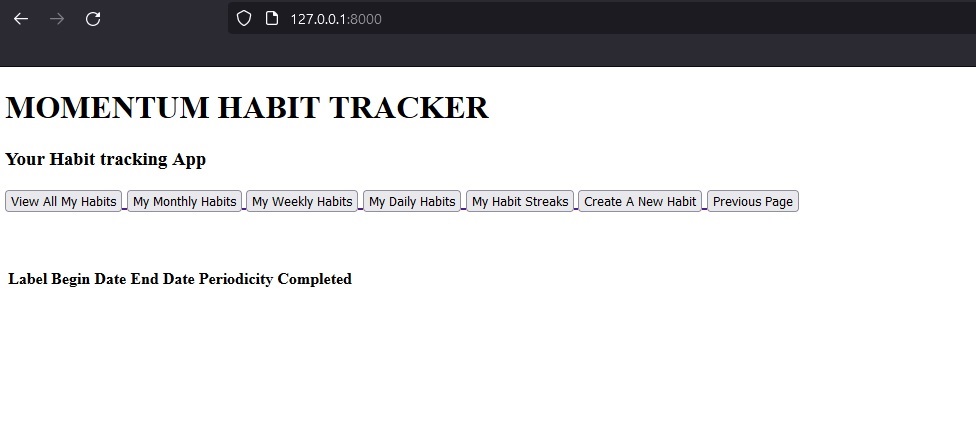 127.0.0.1:8000
MOMENTUM HABIT TRACKER
Your Habit tracking App
View All My Habits My Monthly Habits My Weekly Habits My Daily Habits My Habit Streaks Create A New Habit Previous Page
Label Begin Date End Date Periodicity Completed